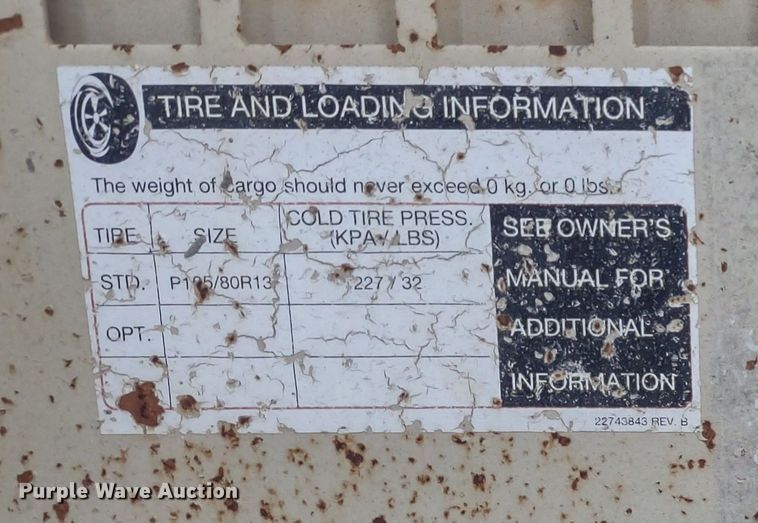 TIRE AND LOADING INFORMATION
The weight of cargo should never exceed 0 kg. or 0 lbs.
TIRE SIZE COLD TIRE PRESS. (KPA / LBS)
STD. 227 / 32
OPT.
SEE OWNER'S
MANUAL FOR
ADDITIONAL
INFORMATION
22743843 REV. B
Purple Wave Auction